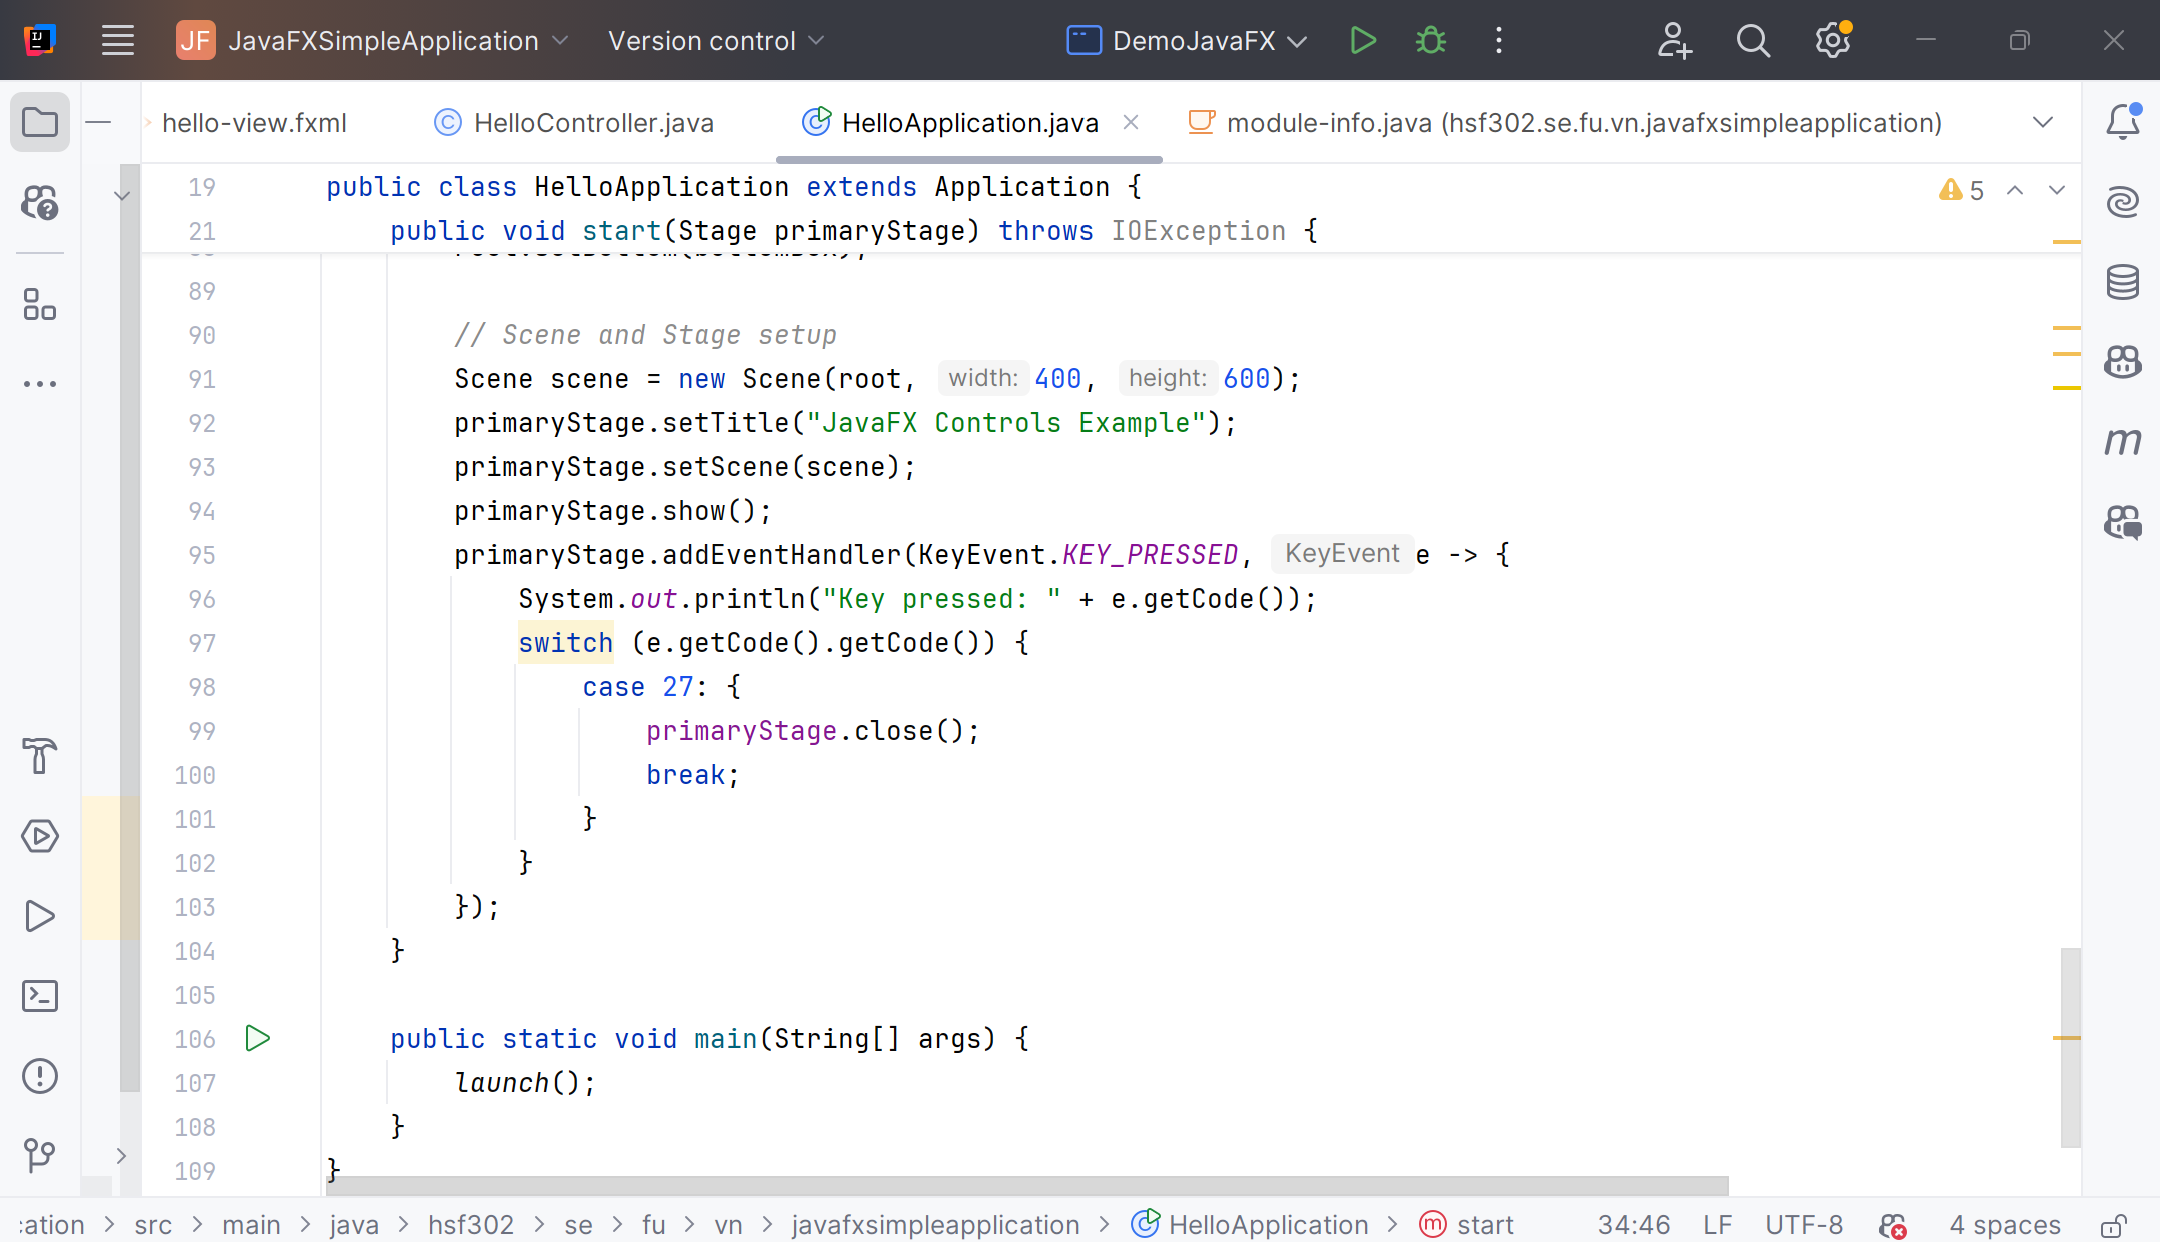 JF JavaFXSimpleApplication Version control DemoJavaFX
hello-view.fxml HelloController.java HelloApplication.java module-info.java (hsf302.se.fu.vn.javafxsimpleapplication)
19 public class HelloApplication extends Application { 5
21 public void start(Stage primaryStage) throws IOException {
89
90 // Scene and Stage setup
91 Scene scene = new Scene(root, width: 400, height: 600);
92 primaryStage.setTitle("JavaFX Controls Example");
93 primaryStage.setScene(scene);
94 primaryStage.show();
95 primaryStage.addEventHandler(KeyEvent.KEY_PRESSED, KeyEvent e -> {
96 System.out.println("Key pressed: " + e.getCode());
97 switch (e.getCode().getCode()) {
98 case 27: {
99 primaryStage.close();
100 break;
101 }
102 }
103 });
104 }
105
106 public static void main(String[] args) {
107 launch();
108 }
109 }
cation > src > main > java > hsf302 > se > fu > vn > javafxsimpleapplication > HelloApplication > start 34:46 LF UTF-8 4 spaces